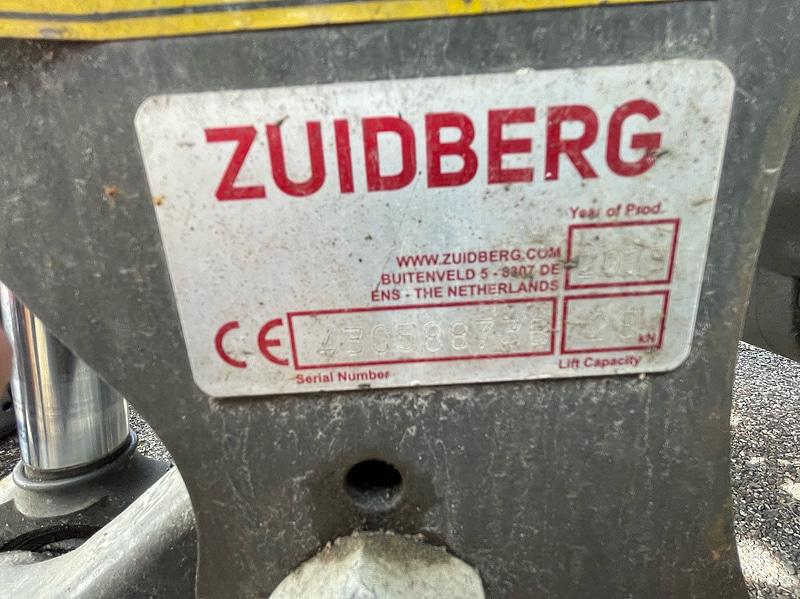 ZUIDBERG
Year of Prod.
WWW.ZUIDBERG.COM
BUITENVELD 5 - 8307 DE
ENS - THE NETHERLANDS
CE
kN
Serial Number
Lift Capacity